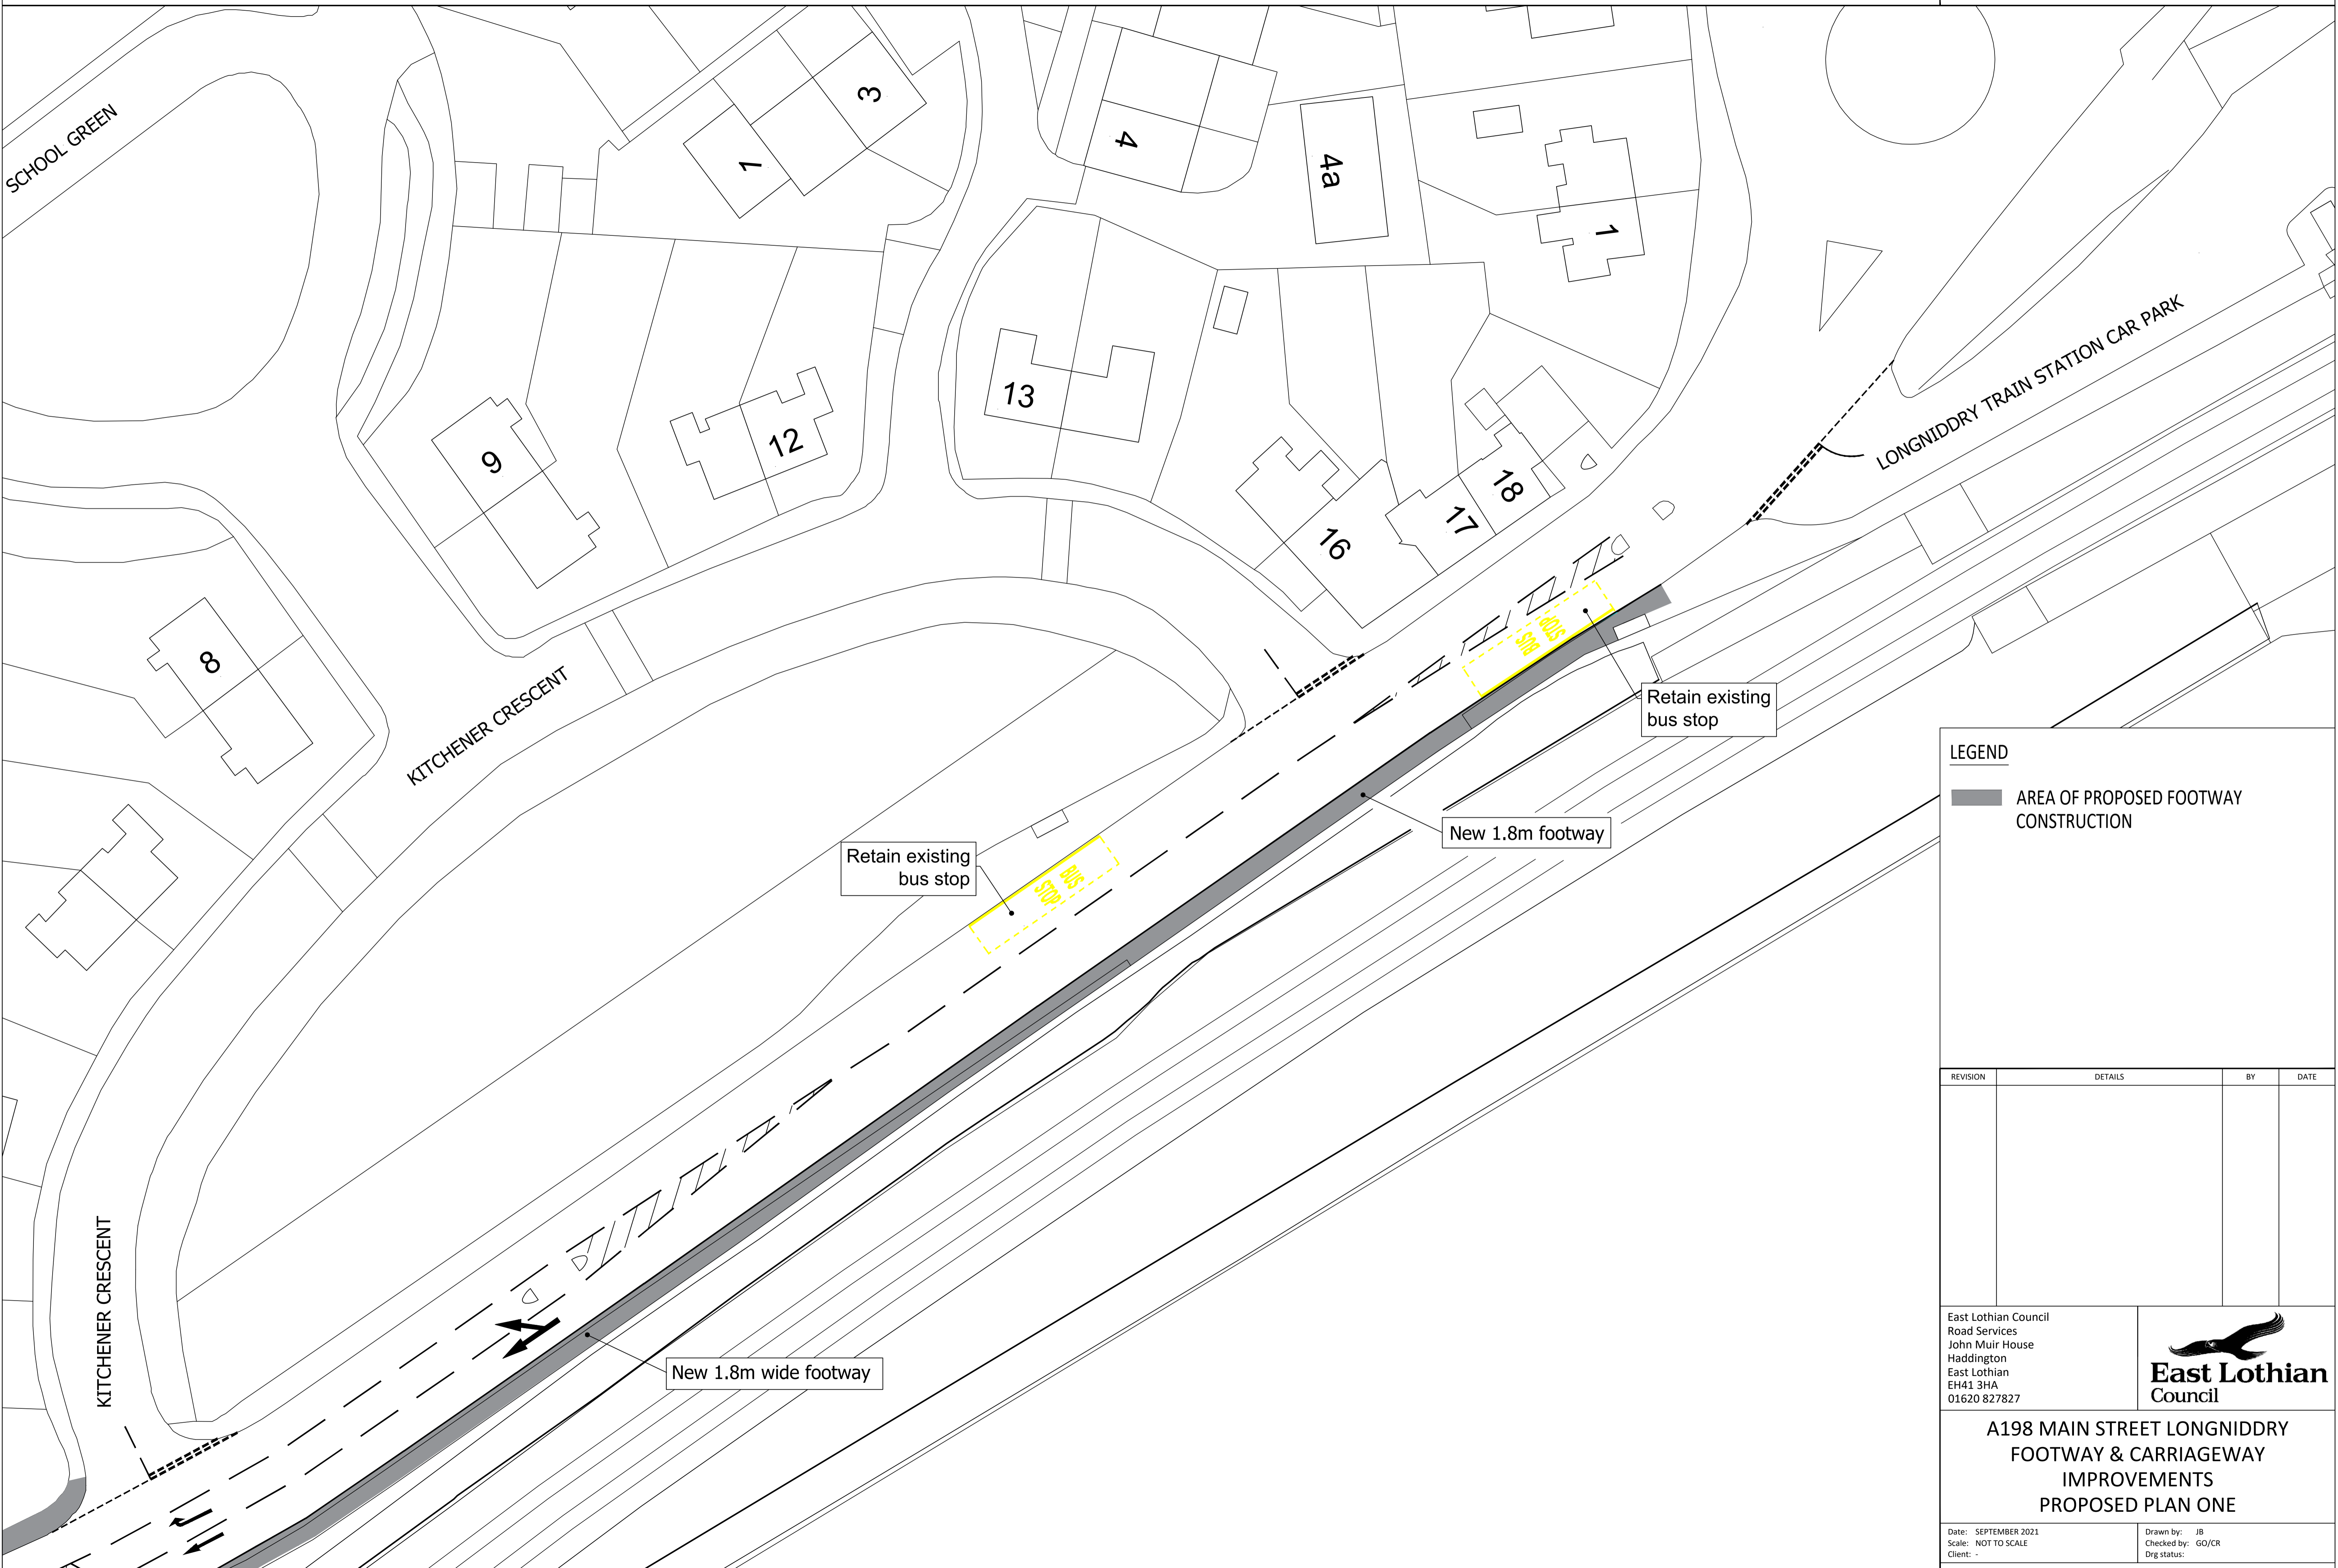 SCHOOL GREEN
1
3
4
4a
1
9
12
13
16
17
18
8
LONGNIDDRY TRAIN STATION CAR PARK
KITCHENER CRESCENT
KITCHENER CRESCENT
BUS
STOP
Retain existing
bus stop
BUS
STOP
Retain existing
bus stop
New 1.8m footway
New 1.8m wide footway
LEGEND
AREA OF PROPOSED FOOTWAY
CONSTRUCTION
REVISION DETAILS BY DATE
East Lothian Council
Road Services
John Muir House
Haddington
East Lothian
EH41 3HA
01620 827827
East Lothian
Council
A198 MAIN STREET LONGNIDDRY
FOOTWAY & CARRIAGEWAY
IMPROVEMENTS
PROPOSED PLAN ONE
Date: SEPTEMBER 2021
Scale: NOT TO SCALE
Client: -
Drawn by: JB
Checked by: GO/CR
Drg status: